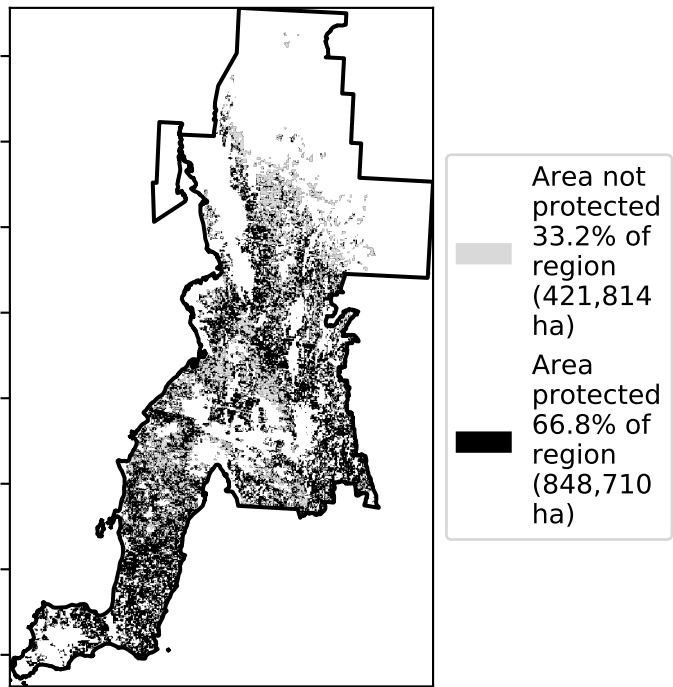 Area not
protected
33.2% of
region
(421,814
ha)
Area
protected
66.8% of
region
(848,710
ha)